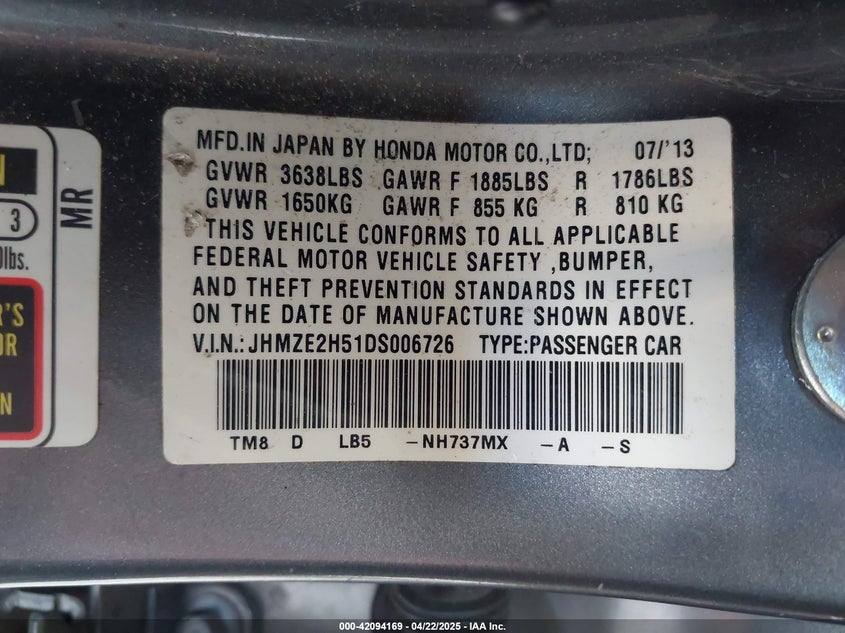 MFD.IN JAPAN BY HONDA MOTOR CO.,LTD; 07/'13
GVWR 3638LBS GAWR F 1885LBS R 1786LBS
GVWR 1650KG GAWR F 855 KG R 810 KG
THIS VEHICLE CONFORMS TO ALL APPLICABLE
FEDERAL MOTOR VEHICLE SAFETY ,BUMPER,
AND THEFT PREVENTION STANDARDS IN EFFECT
ON THE DATE OF MANUFACTURE SHOWN ABOVE.
V.I.N.:JHMZE2H51DS006726 TYPE:PASSENGER CAR
TM8 D LB5 -NH737MX -A -S
MR
3
lbs.
R'S
OR
N
000-42094169 - 04/22/2025 - IAA Inc.